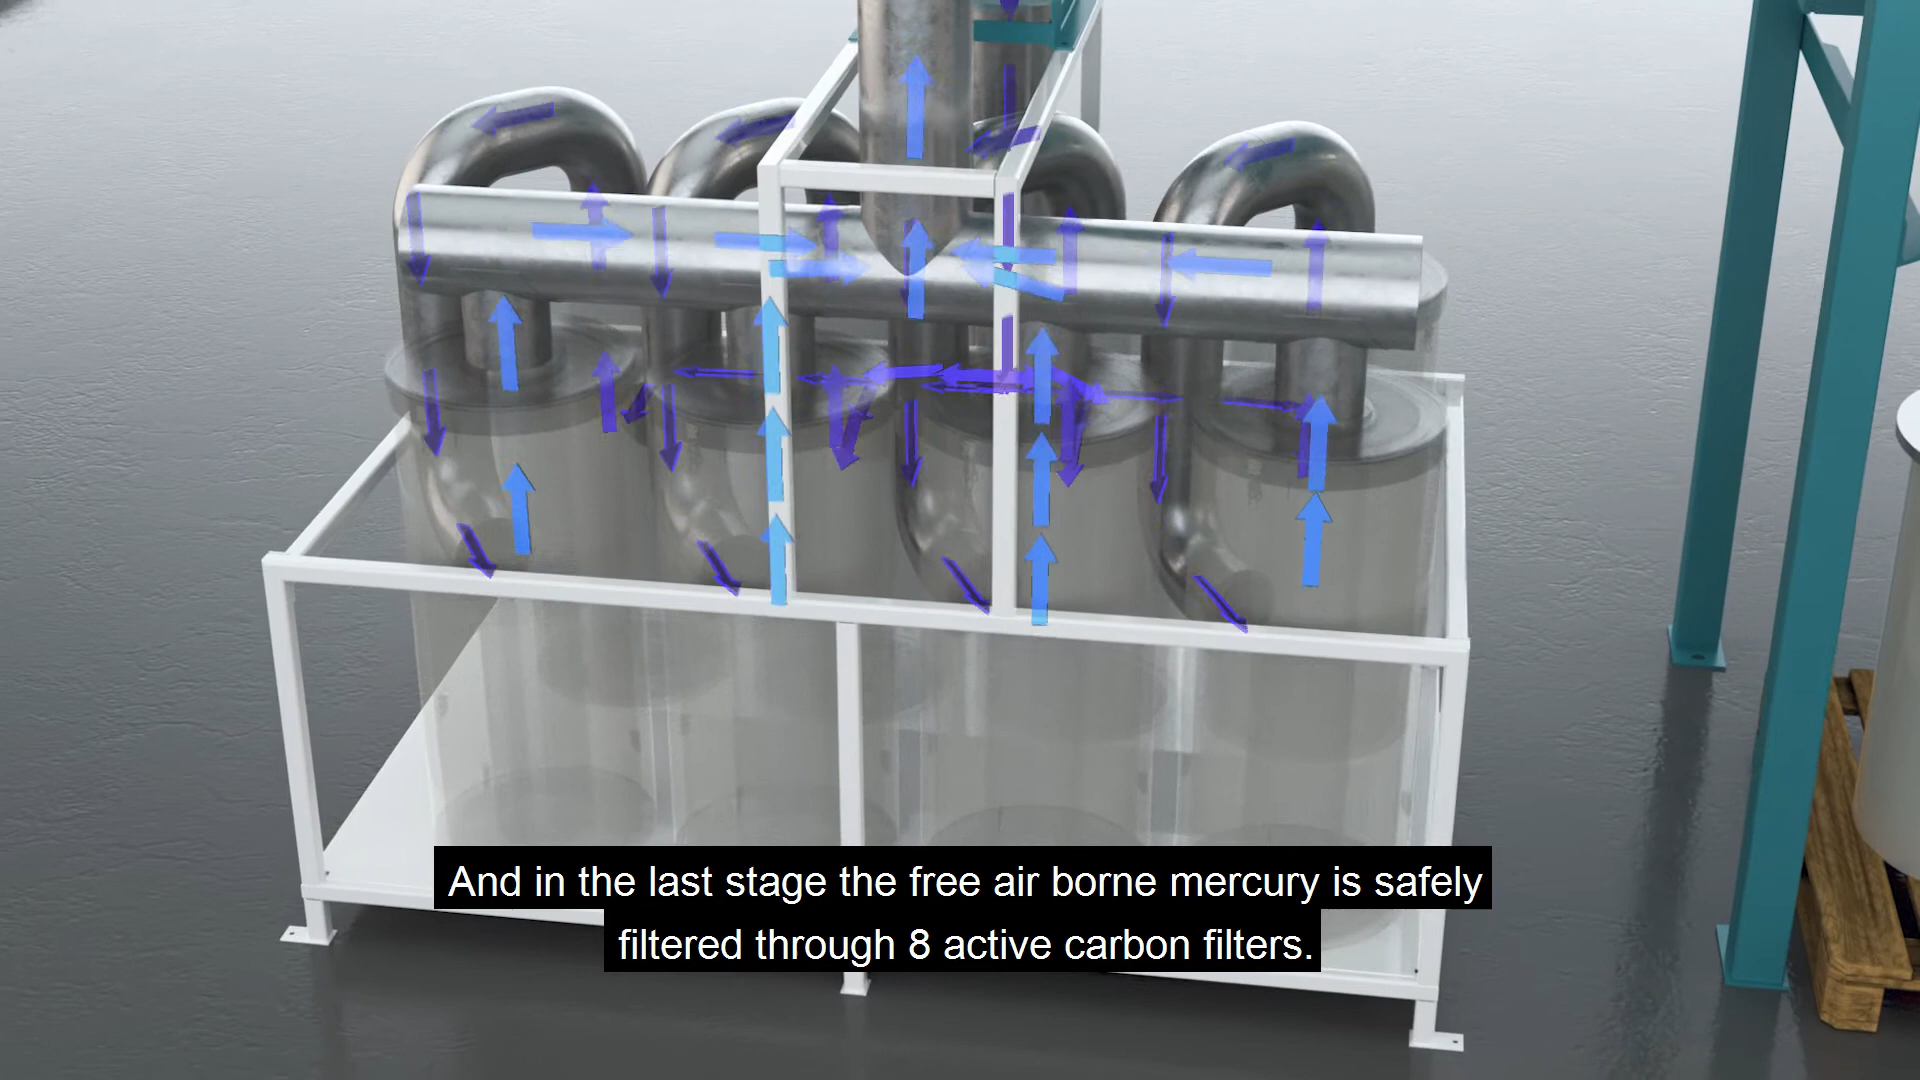 And in the last stage the free air borne mercury is safely
filtered through 8 active carbon filters.